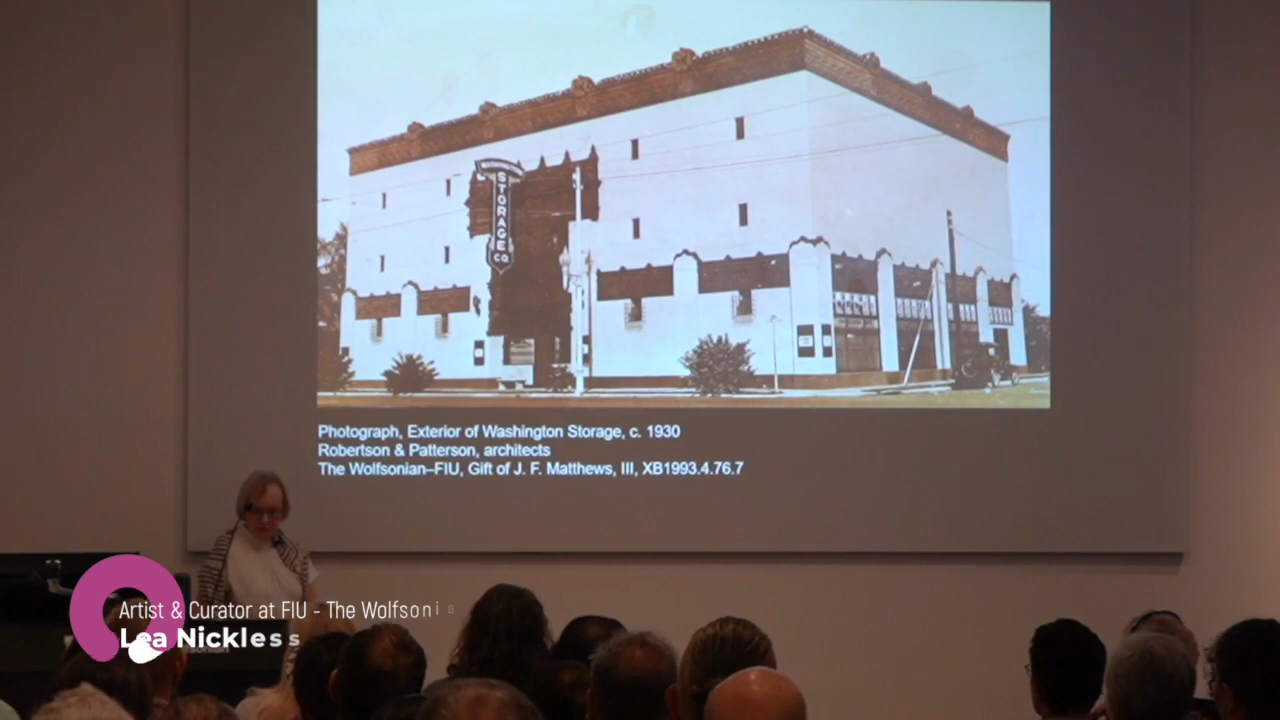 WASHINGTON
STORAGE
CO.
Photograph, Exterior of Washington Storage, c. 1930
Robertson & Patterson, architects
The Wolfsonian–FIU, Gift of J. F. Matthews, III, XB1993.4.76.7
Artist & Curator at FIU - The Wolfsonia
Lea Nickless